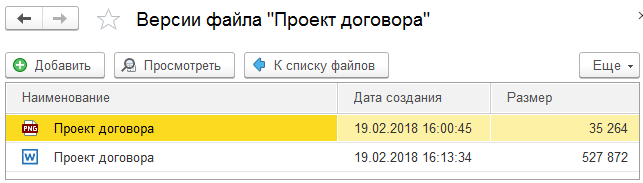 Версии файла "Проект договора"
Добавить Просмотреть К списку файлов Еще
Наименование Дата создания Размер
PNG Проект договора 19.02.2018 16:00:45 35 264
W Проект договора 19.02.2018 16:13:34 527 872